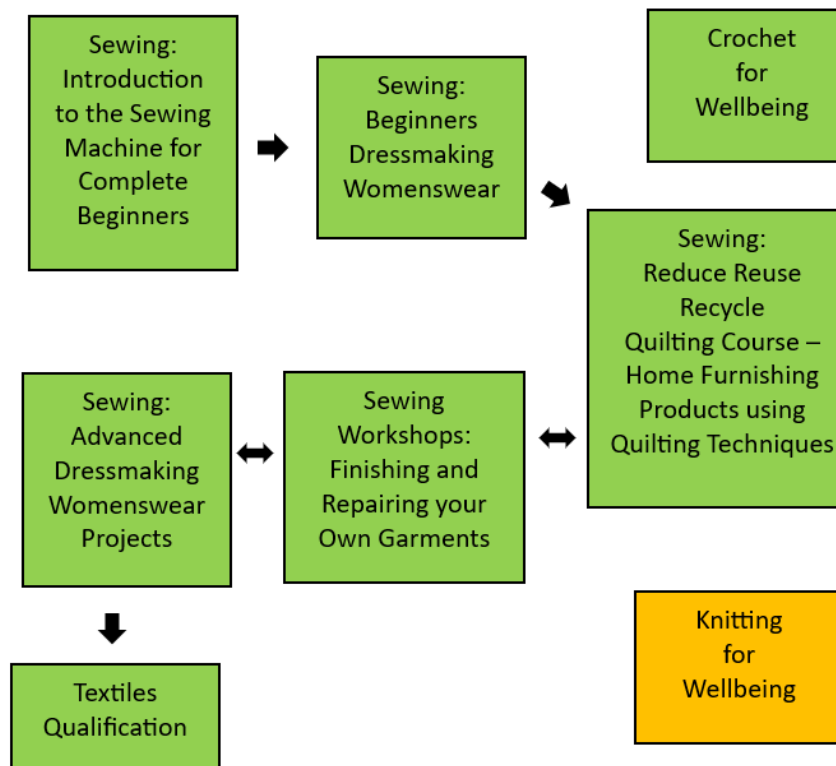 Sewing:
Introduction
to the Sewing
Machine for
Complete
Beginners
Sewing:
Beginners
Dressmaking
Womenswear
Crochet
for
Wellbeing
Sewing:
Reduce Reuse
Recycle
Quilting Course –
Home Furnishing
Products using
Quilting Techniques
Sewing
Workshops:
Finishing and
Repairing your
Own Garments
Sewing:
Advanced
Dressmaking
Womenswear
Projects
Textiles
Qualification
Knitting
for
Wellbeing